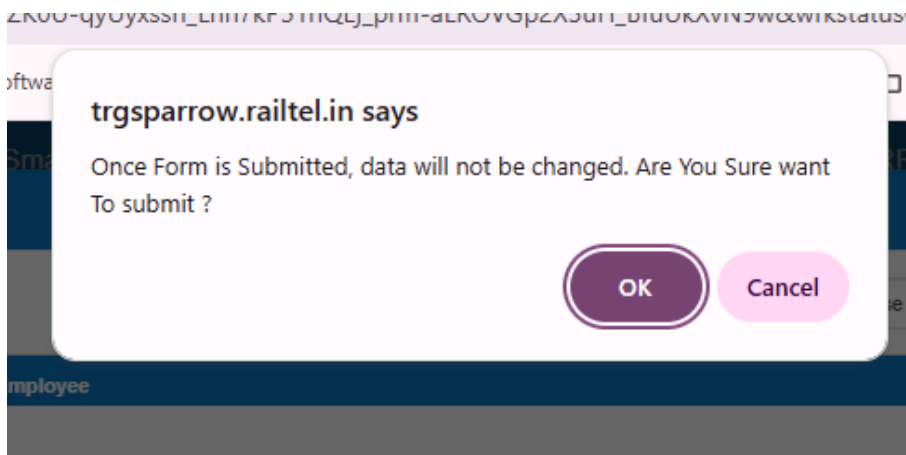 oftwa
trgsparrow.railtel.in says
Once Form is Submitted, data will not be changed. Are You Sure want
To submit ?
OK
Cancel
mployee